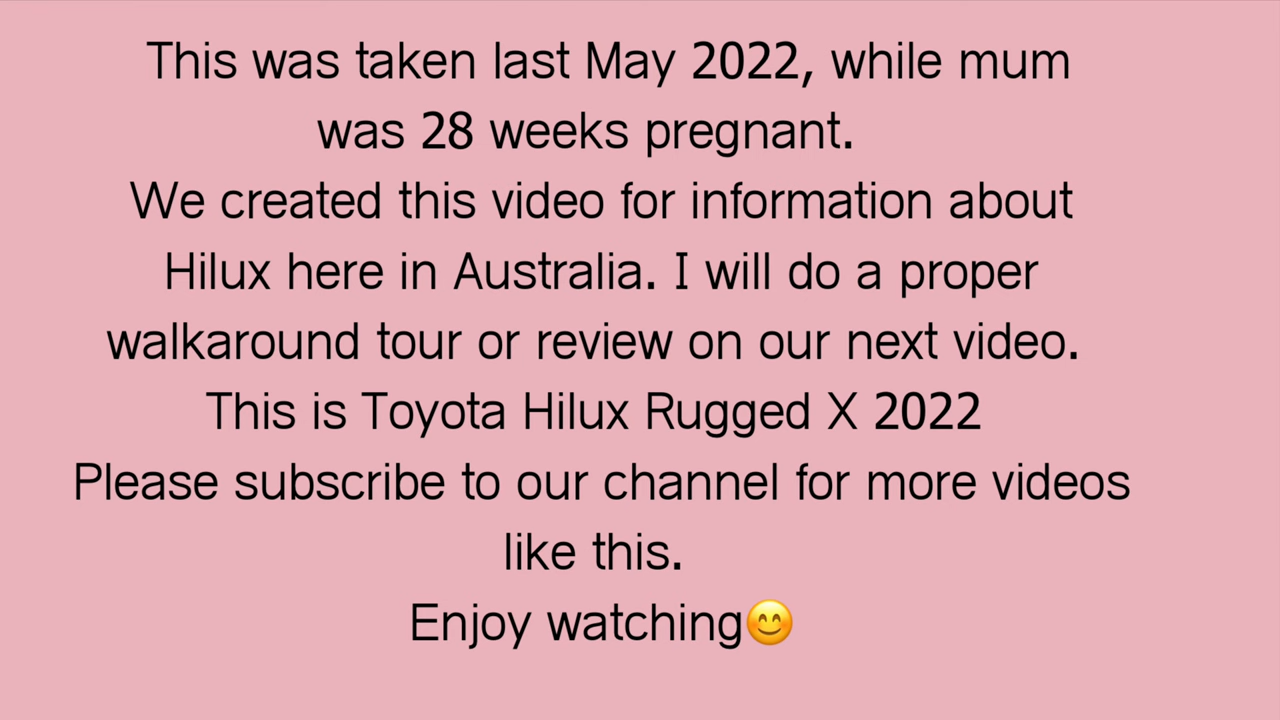 This was taken last May 2022, while mum
was 28 weeks pregnant.
We created this video for information about
Hilux here in Australia. I will do a proper
walkaround tour or review on our next video.
This is Toyota Hilux Rugged X 2022
Please subscribe to our channel for more videos
like this.
Enjoy watching😊